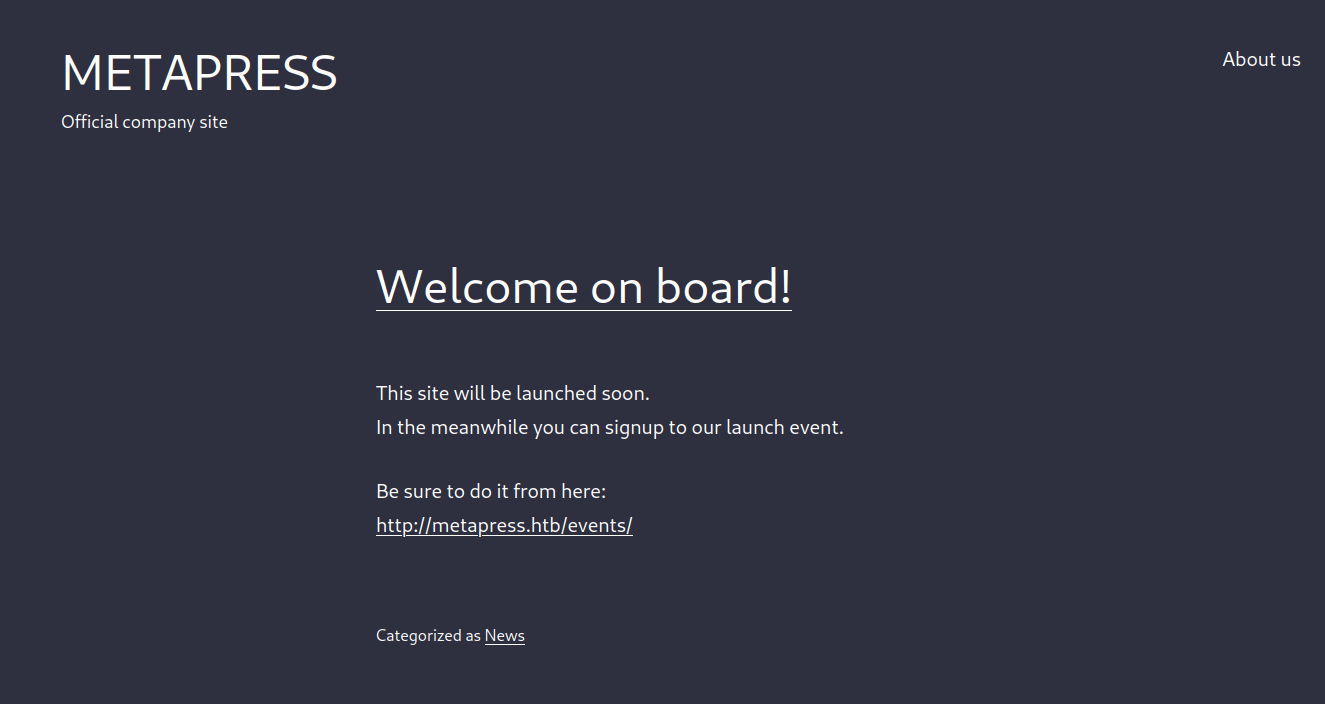 METAPRESS
About us
Official company site
Welcome on board!
This site will be launched soon.
In the meanwhile you can signup to our launch event.
Be sure to do it from here:
http://metapress.htb/events/
Categorized as News